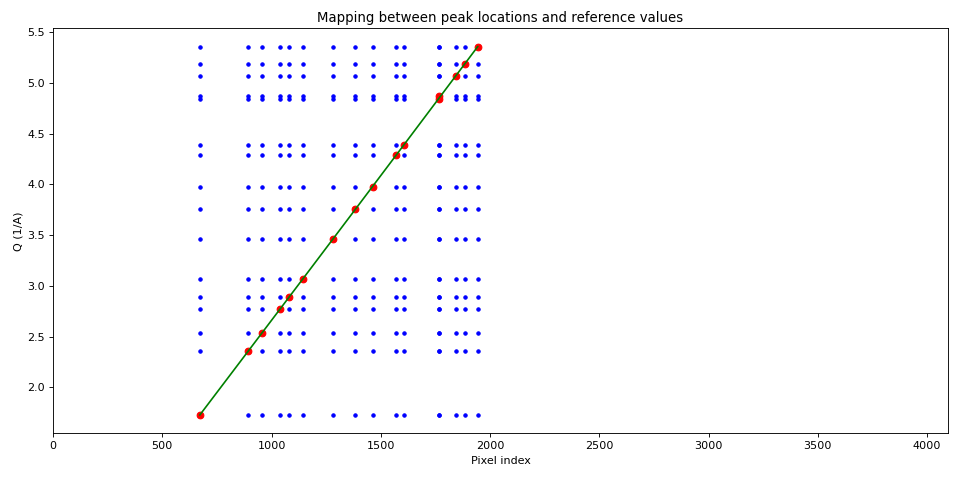 Mapping between peak locations and reference values
5.5
5.0
4.5
4.0
3.5
3.0
2.5
2.0
Q (1/A)
0 500 1000 1500 2000 2500 3000 3500 4000
Pixel index